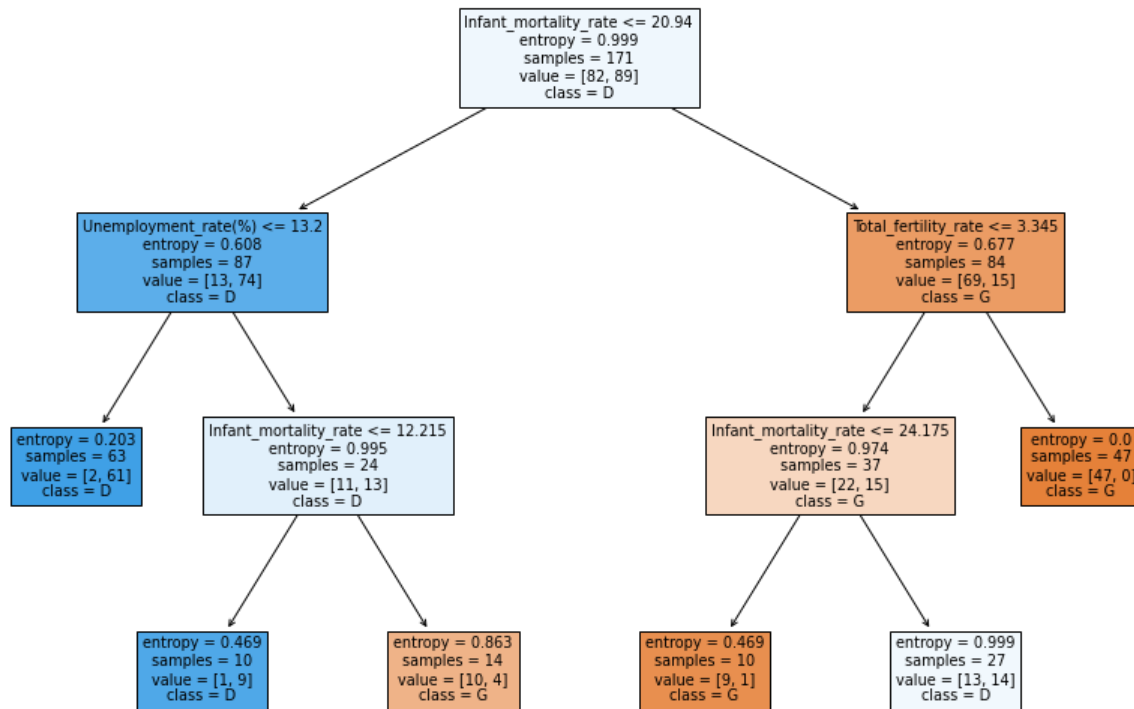 Infant_mortality_rate <= 20.94
entropy = 0.999
samples = 171
value = [82, 89]
class = D
Unemployment_rate(%) <= 13.2
entropy = 0.608
samples = 87
value = [13, 74]
class = D
Total_fertility_rate <= 3.345
entropy = 0.677
samples = 84
value = [69, 15]
class = G
entropy = 0.203
samples = 63
value = [2, 61]
class = D
Infant_mortality_rate <= 12.215
entropy = 0.995
samples = 24
value = [11, 13]
class = D
Infant_mortality_rate <= 24.175
entropy = 0.974
samples = 37
value = [22, 15]
class = G
entropy = 0.0
samples = 47
value = [47, 0]
class = G
entropy = 0.469
samples = 10
value = [1, 9]
class = D
entropy = 0.863
samples = 14
value = [10, 4]
class = G
entropy = 0.469
samples = 10
value = [9, 1]
class = G
entropy = 0.999
samples = 27
value = [13, 14]
class = D